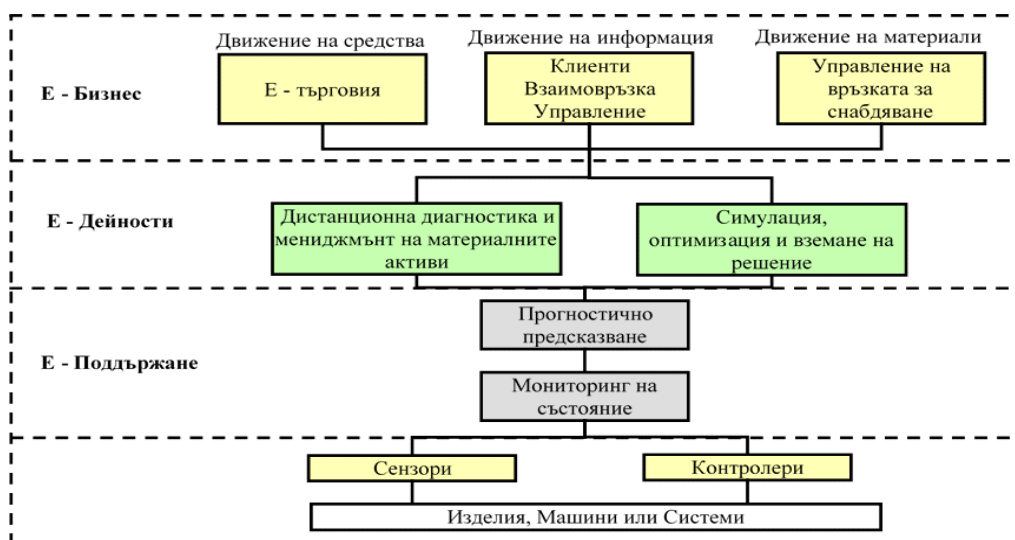 Движение на средства
Движение на информация
Движение на материали
Е - Бизнес
Е - търговия
Клиенти
Взаимовръзка
Управление
Управление на
връзката за
снабдяване
Е - Дейности
Дистанционна диагностика и
мениджмънт на материалните
активи
Симулация,
оптимизация и вземане на
решение
Е - Поддържане
Прогностично
предсказване
Мониторинг на
състояние
Сензори
Контролери
Изделия, Машини или Системи